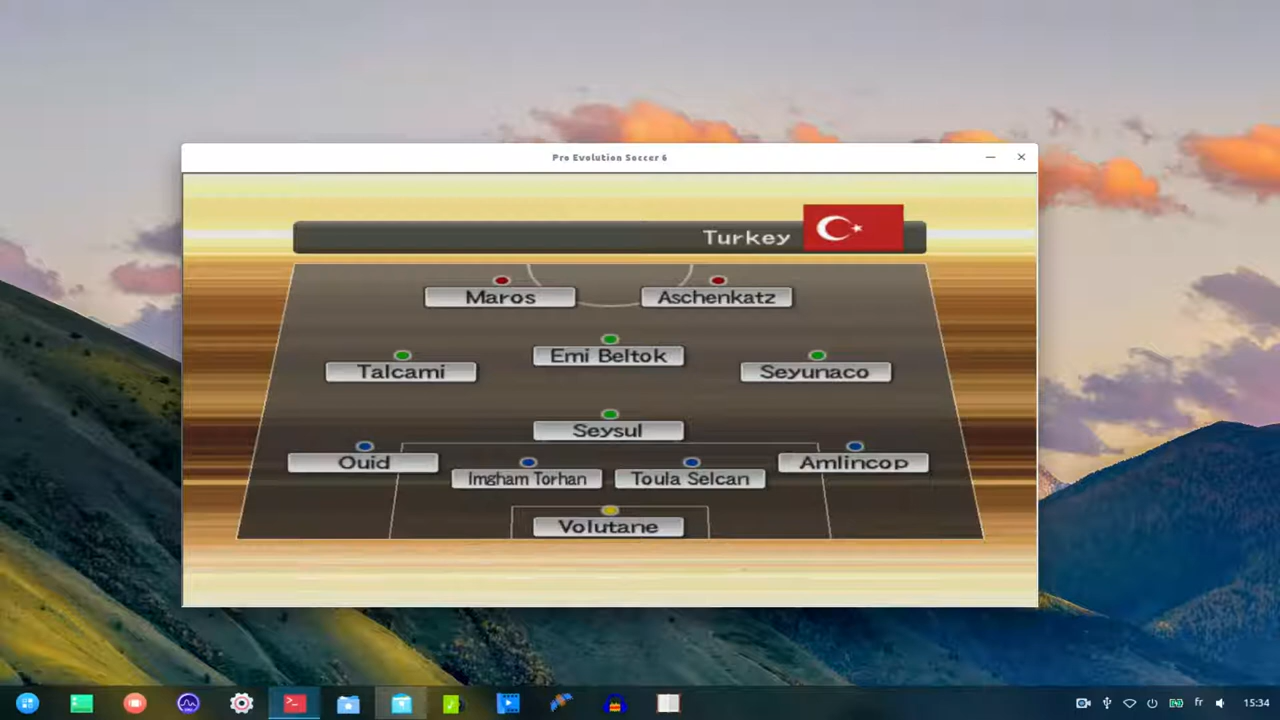 Pro Evolution Soccer 6
Turkey
Maros
Aschenkatz
Emi Beltok
Talcami
Seyunaco
Seysul
Ouid
Amlincop
Imgham Torhan
Toula Selcan
Volutane
fr
15:34